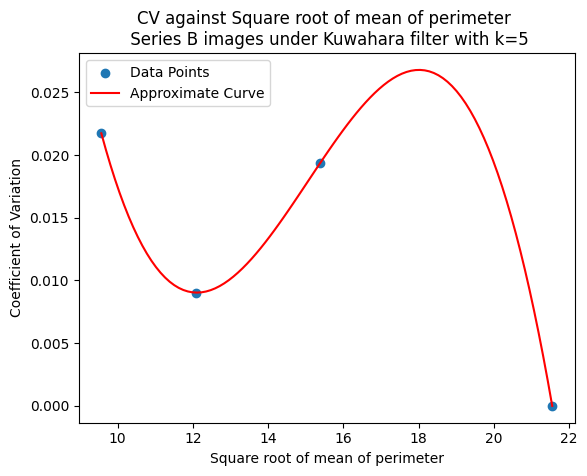 CV against Square root of mean of perimeter
Series B images under Kuwahara filter with k=5
Data Points
Approximate Curve
Coefficient of Variation
0.025
0.020
0.015
0.010
0.005
0.000
10
12
14
16
18
20
22
Square root of mean of perimeter